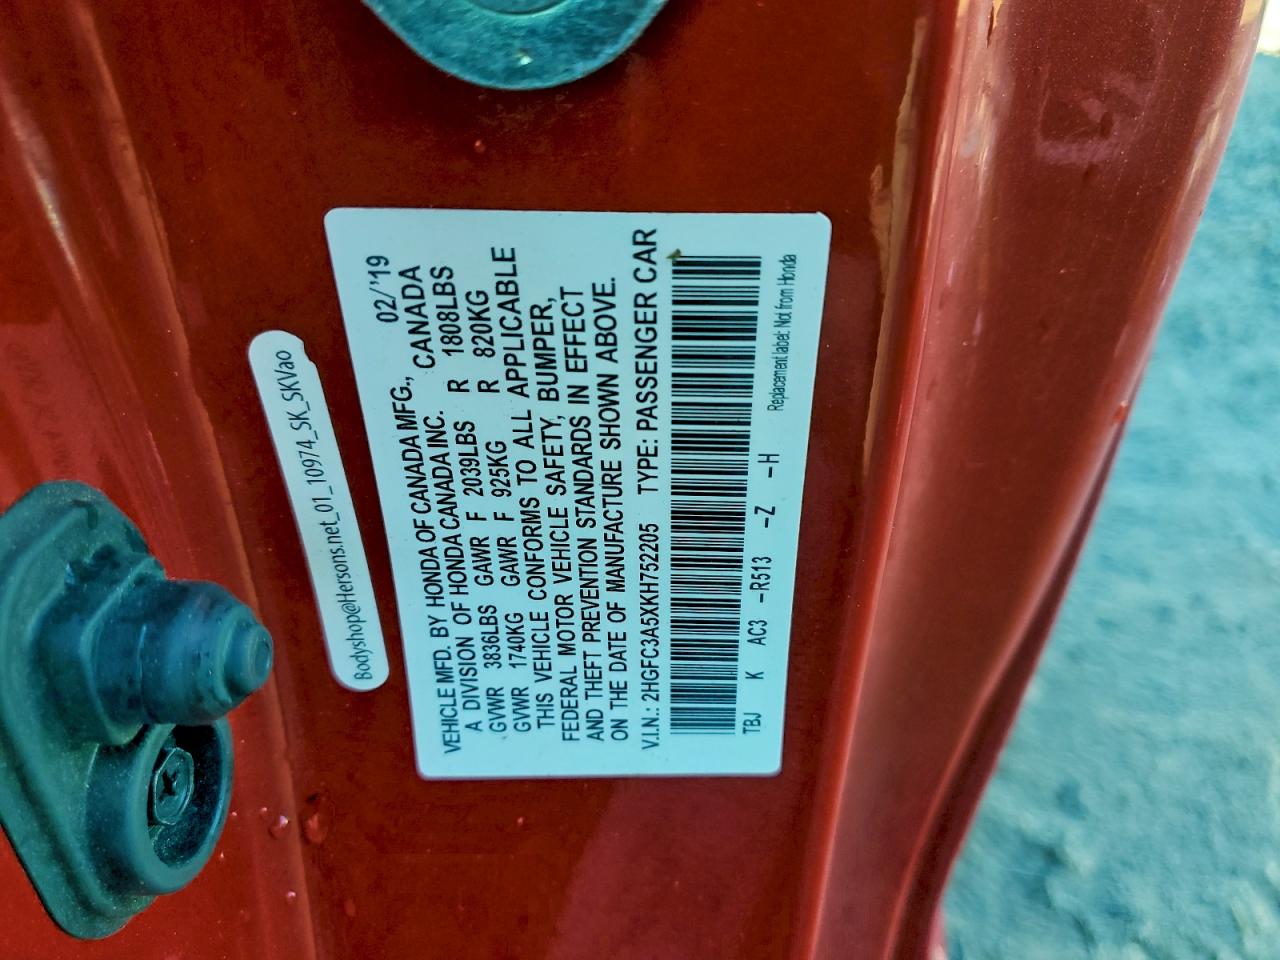 Bodyshop@Hersons.net_01_10974_SK_SKVao
02/'19
VEHICLE MFD. BY HONDA OF CANADA MFG.,
A DIVISION OF HONDA CANADA INC. CANADA
GVWR 3836LBS GAWR F 2039LBS R 1808LBS
GVWR 1740KG GAWR F 925KG R 820KG
THIS VEHICLE CONFORMS TO ALL APPLICABLE
FEDERAL MOTOR VEHICLE SAFETY, BUMPER,
AND THEFT PREVENTION STANDARDS IN EFFECT
ON THE DATE OF MANUFACTURE SHOWN ABOVE.
V.I.N.: 2HGFC3A5XKH752205 TYPE: PASSENGER CAR
TBJ K AC3 -R513 -Z -H
Replacement label: Not from Honda